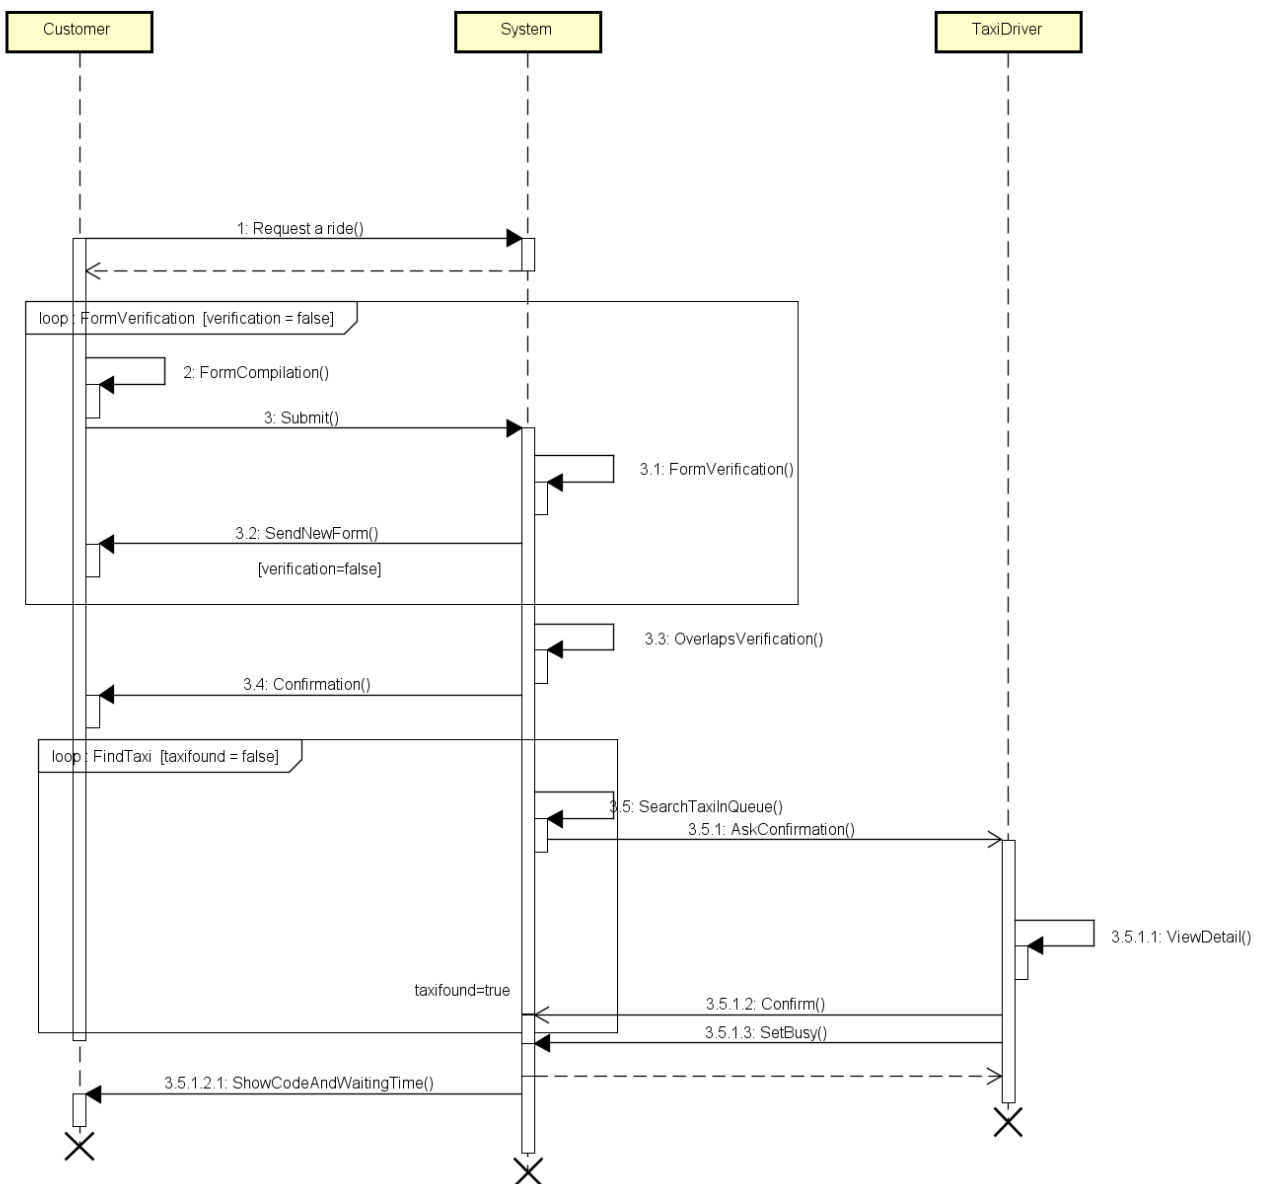 Customer
System
TaxiDriver
1: Request a ride()
loop : FormVerification [verification = false]
2: FormCompilation()
3: Submit()
3.1: FormVerification()
3.2: SendNewForm()
[verification=false]
3.3: OverlapsVerification()
3.4: Confirmation()
loop : FindTaxi [taxifound = false]
3.5: SearchTaxiInQueue()
3.5.1: AskConfirmation()
3.5.1.1: ViewDetail()
taxifound=true
3.5.1.2: Confirm()
3.5.1.3: SetBusy()
3.5.1.2.1: ShowCodeAndWaitingTime()